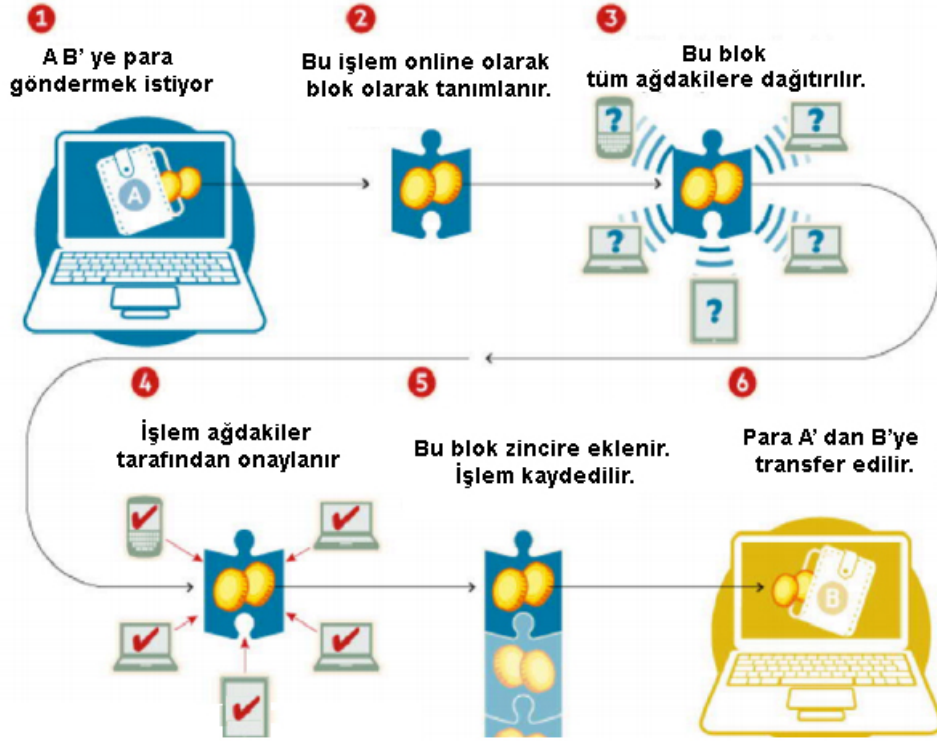 1
A B' ye para
göndermek istiyor
A
2
Bu işlem online olarak
blok olarak tanımlanır.
3
Bu blok
tüm ağdakilere dağıtırılır.
?
?
?
?
?
4
İşlem ağdakiler
tarafından onaylanır
5
Bu blok zincire eklenir.
İşlem kaydedilir.
6
Para A' dan B'ye
transfer edilir.
B